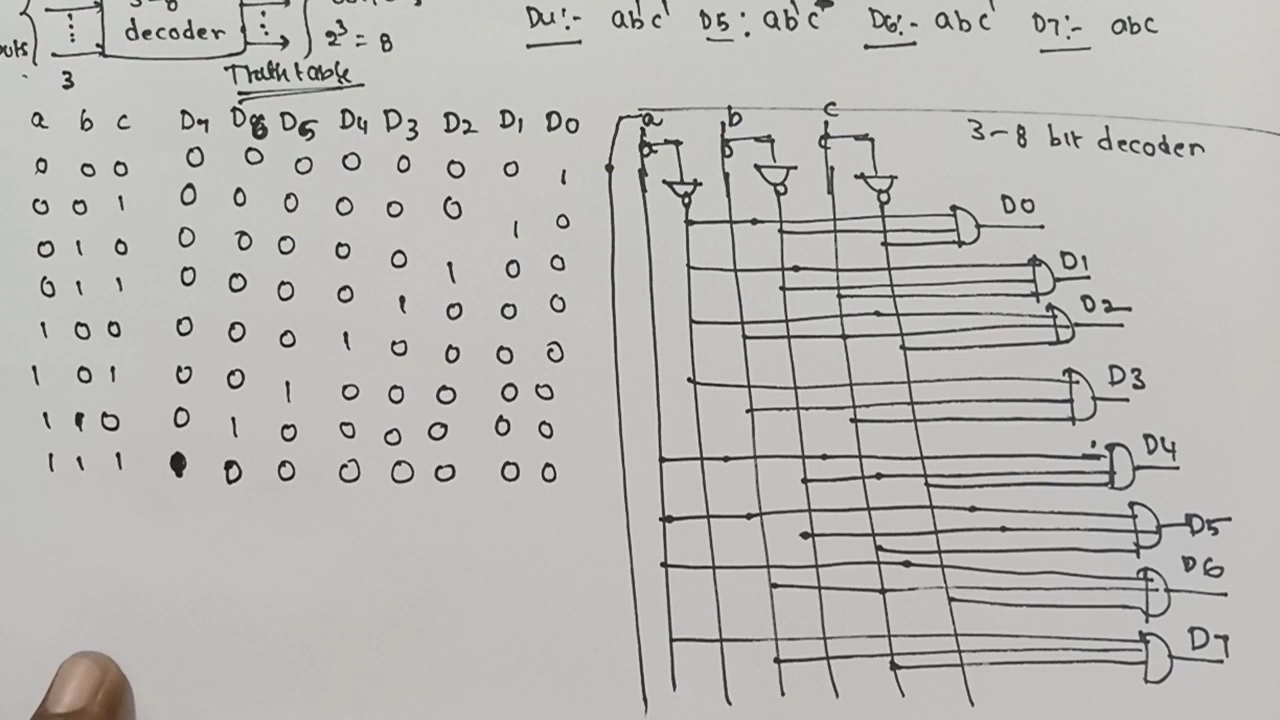 decoder
2³ = 8
3
Truth table
D4:- ab'c' D5: ab'c D6:- abc' D7:- abc
a b c D7 D6 D5 D4 D3 D2 D1 D0
0 0 0 0 0 0 0 0 0 0 1
0 0 1 0 0 0 0 0 0 1 0
0 1 0 0 0 0 0 0 1 0 0
0 1 1 0 0 0 0 1 0 0 0
1 0 0 0 0 0 1 0 0 0 0
1 0 1 0 0 1 0 0 0 0 0
1 1 0 0 1 0 0 0 0 0 0
1 1 1 0 0 0 0 0 0 0
a b c
3-8 bit decoder
D0
D1
D2
D3
D4
D5
D6
D7